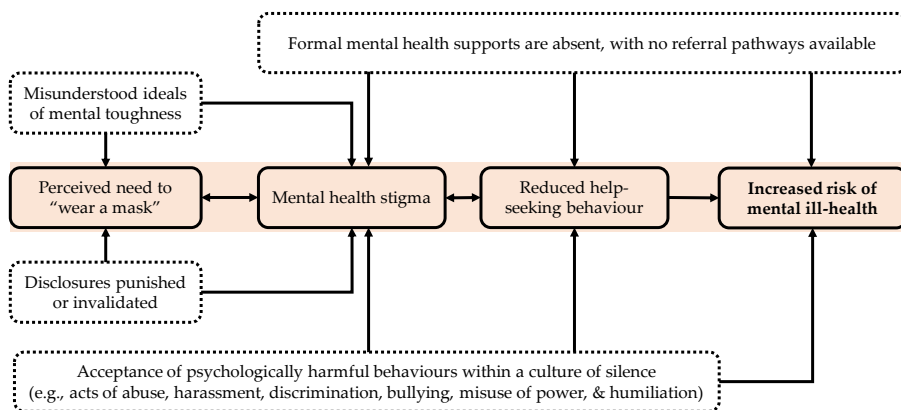 Formal mental health supports are absent, with no referral pathways available
Misunderstood ideals
of mental toughness
Perceived need to
“wear a mask”
Mental health stigma
Reduced help-
seeking behaviour
Increased risk of
mental ill-health
Disclosures punished
or invalidated
Acceptance of psychologically harmful behaviours within a culture of silence
(e.g., acts of abuse, harassment, discrimination, bullying, misuse of power, & humiliation)